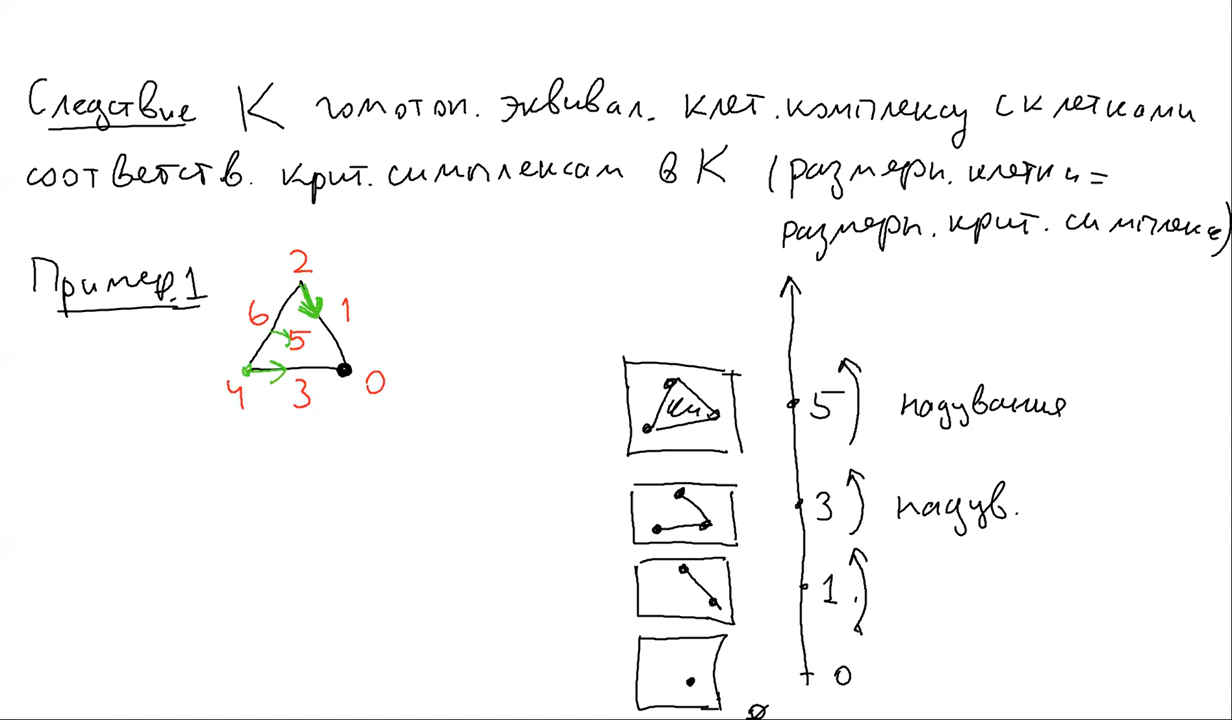 Следствие K гомотоп. эквивал. клет. комплексу с клетками
соответств. крит. симплексам в K (размерн. клетки =
размерн. крит. симплекс)
Пример.1
2
6 1
5
4 3 0
5 надувания
3 надув.
1.
0
∅